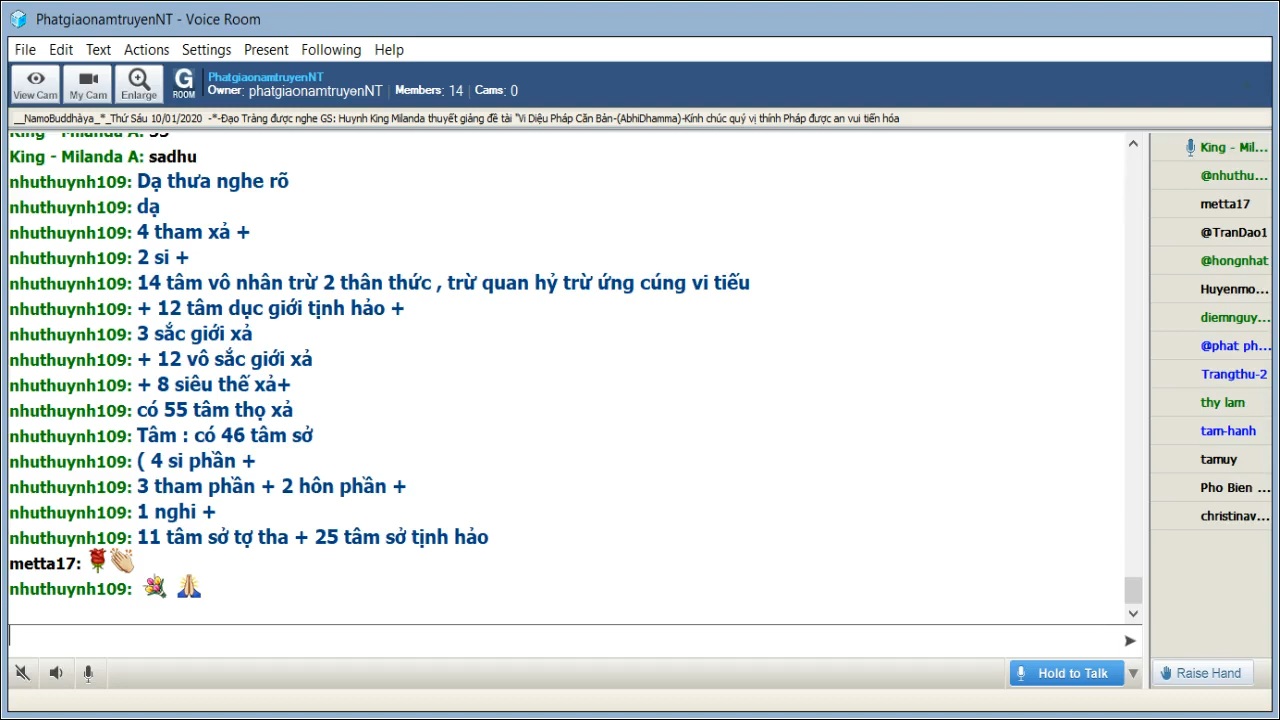 PhatgiaonamtruyenNT - Voice Room
File Edit Text Actions Settings Present Following Help
View Cam My Cam Enlarge G ROOM
PhatgiaonamtruyenNT
Owner: phatgiaonamtruyenNT | Members: 14 | Cams: 0
__NamoBuddhàya_*_Thứ Sáu 10/01/2020 -*-Đạo Tràng được nghe GS: Huynh King Milanda thuyết giảng đề tài "Vi Diệu Pháp Căn Bản-(AbhiDhamma)-Kính chúc quý vị thính Pháp được an vui tiến hóa
King - Milanda A: 55
King - Milanda A: sadhu
nhuthuynh109: Dạ thưa nghe rõ
nhuthuynh109: dạ
nhuthuynh109: 4 tham xả +
nhuthuynh109: 2 si +
nhuthuynh109: 14 tâm vô nhân trừ 2 thân thức , trừ quan hỷ trừ ứng cúng vi tiếu
nhuthuynh109: + 12 tâm dục giới tịnh hảo +
nhuthuynh109: 3 sắc giới xả
nhuthuynh109: + 12 vô sắc giới xả
nhuthuynh109: + 8 siêu thế xả+
nhuthuynh109: có 55 tâm thọ xả
nhuthuynh109: Tâm : có 46 tâm sở
nhuthuynh109: ( 4 si phần +
nhuthuynh109: 3 tham phần + 2 hôn phần +
nhuthuynh109: 1 nghi +
nhuthuynh109: 11 tâm sở tợ tha + 25 tâm sở tịnh hảo
metta17:
nhuthuynh109:
King - Mil...
@nhuthu...
metta17
@TranDao1
@hongnhat
Huyenmo...
diemnguy...
@phat ph...
Trangthu-2
thy lam
tam-hanh
tamuy
Pho Bien ...
christinav...
Hold to Talk
Raise Hand